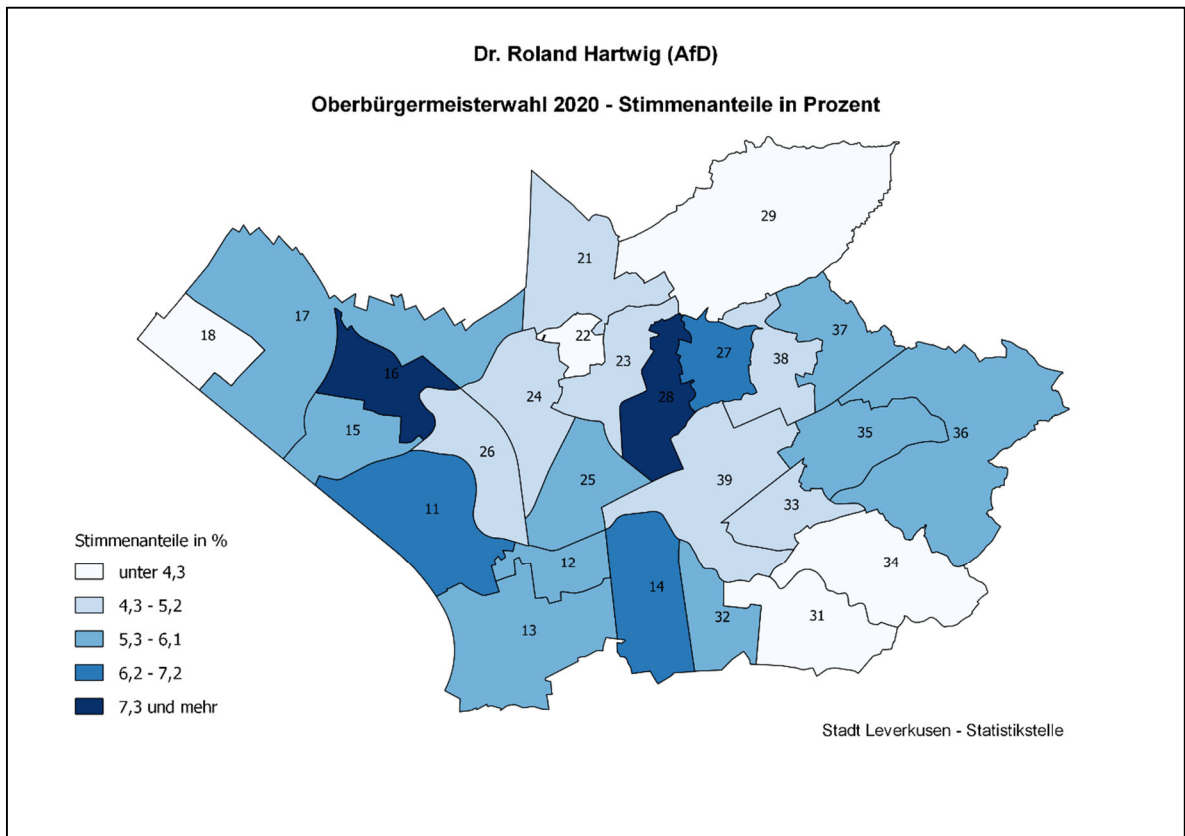 Dr. Roland Hartwig (AfD)
Oberbürgermeisterwahl 2020 - Stimmenanteile in Prozent
29
21
17
18
22
37
27
23
38
16
24
28
15
35
36
26
25
39
33
11
12
34
14
31
32
13
Stimmenanteile in %
unter 4,3
4,3 - 5,2
5,3 - 6,1
6,2 - 7,2
7,3 und mehr
Stadt Leverkusen - Statistikstelle